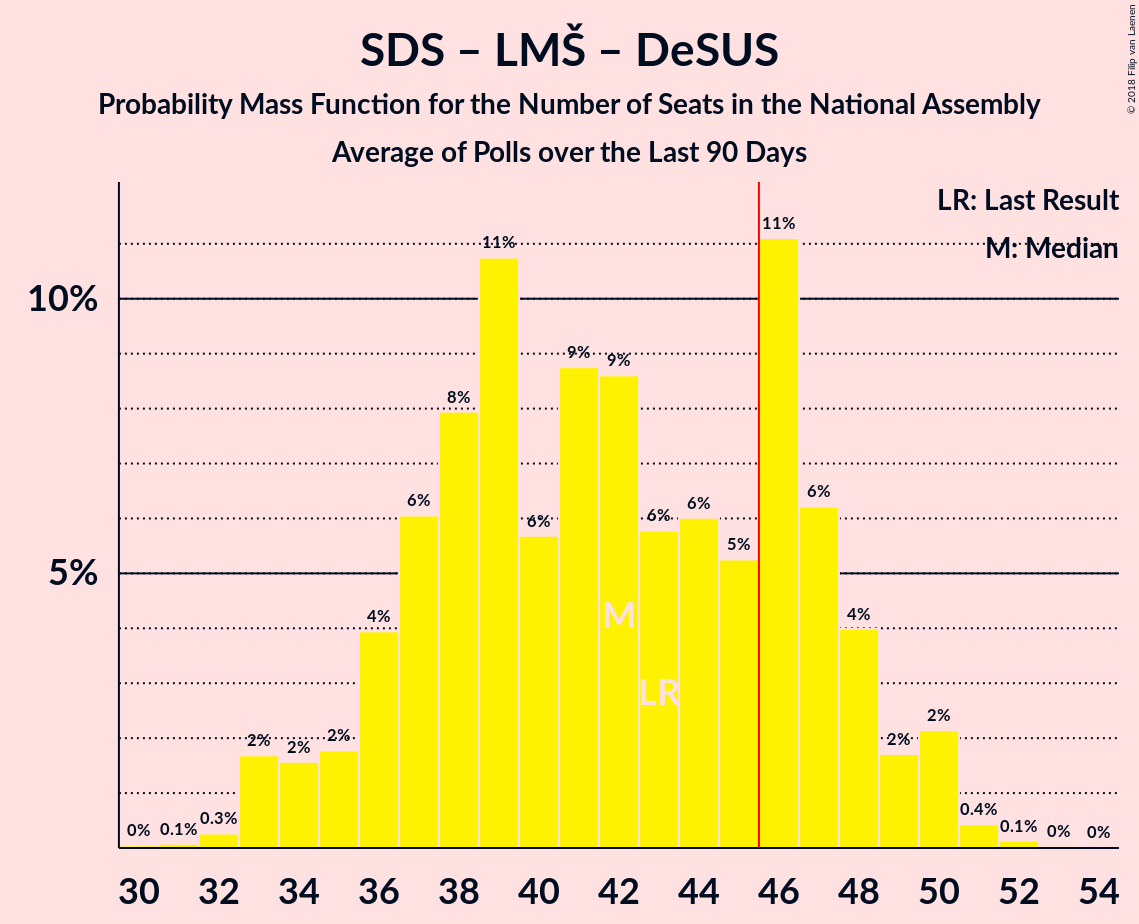 SDS – LMŠ – DeSUS
Probability Mass Function for the Number of Seats in the National Assembly
Average of Polls over the Last 90 Days
© 2018 Filip van Laenen
LR: Last Result
M: Median
10%
5%
0% 0.1% 0.3% 2% 2% 2% 4% 6% 8% 11% 6% 9% 9% 6% 6% 5% 11% 6% 4% 2% 2% 0.4% 0.1% 0% 0%
M
LR
30 32 34 36 38 40 42 44 46 48 50 52 54